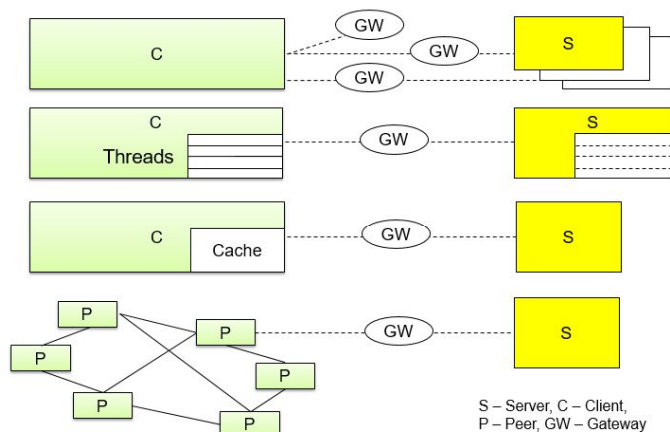 GW
C
GW
S
GW
C
S
Threads
GW
C
GW
S
Cache
P
P
GW
S
P
P
P
P
S – Server, C – Client,
P – Peer, GW – Gateway